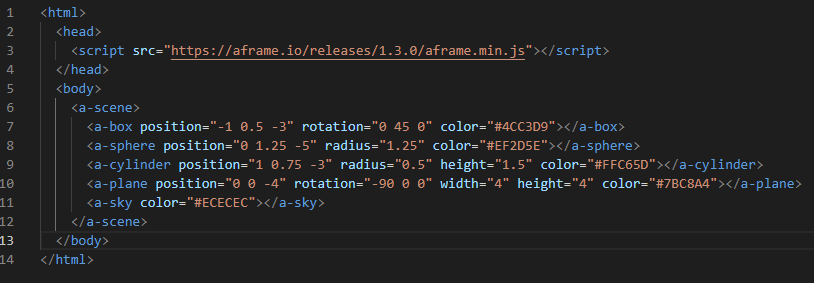 1 <html>
2   <head>
3     <script src="https://aframe.io/releases/1.3.0/aframe.min.js"></script>
4   </head>
5   <body>
6     <a-scene>
7       <a-box position="-1 0.5 -3" rotation="0 45 0" color="#4CC3D9"></a-box>
8       <a-sphere position="0 1.25 -5" radius="1.25" color="#EF2D5E"></a-sphere>
9       <a-cylinder position="1 0.75 -3" radius="0.5" height="1.5" color="#FFC65D"></a-cylinder>
10       <a-plane position="0 0 -4" rotation="-90 0 0" width="4" height="4" color="#7BC8A4"></a-plane>
11       <a-sky color="#ECECEC"></a-sky>
12     </a-scene>
13   </body>
14 </html>